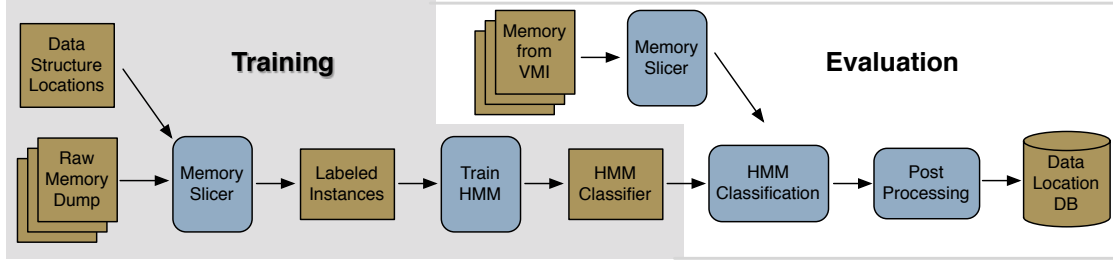 Training
Evaluation
Data
Structure
Locations
Memory
from
VMI
Memory
Slicer
Raw
Memory
Dump
Memory
Slicer
Labeled
Instances
Train
HMM
HMM
Classifier
HMM
Classification
Post
Processing
Data
Location
DB